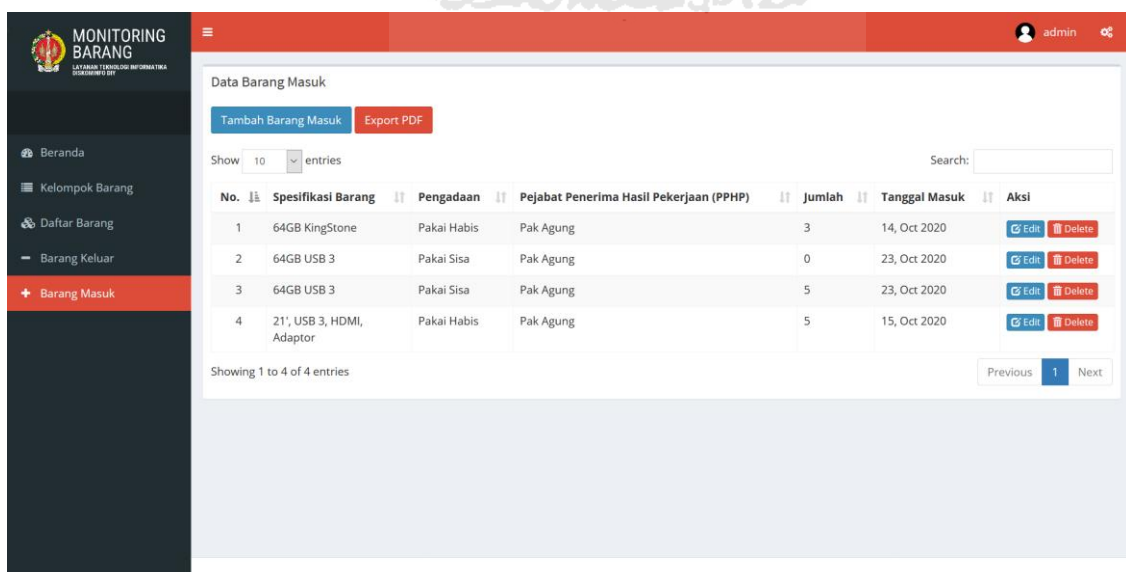 MONITORING
BARANG
LAYANAN TEKNOLOGI INFORMATIKA
DISKOMINFO DIY
admin
Beranda
Kelompok Barang
Daftar Barang
Barang Keluar
Barang Masuk
Data Barang Masuk
Tambah Barang Masuk Export PDF
Show 10 entries Search:
No. Spesifikasi Barang Pengadaan Pejabat Penerima Hasil Pekerjaan (PPHP) Jumlah Tanggal Masuk Aksi
1 64GB KingStone Pakai Habis Pak Agung 3 14, Oct 2020 Edit Delete
2 64GB USB 3 Pakai Sisa Pak Agung 0 23, Oct 2020 Edit Delete
3 64GB USB 3 Pakai Sisa Pak Agung 5 23, Oct 2020 Edit Delete
4 21', USB 3, HDMI, Pakai Habis Pak Agung 5 15, Oct 2020 Edit Delete
Adaptor
Showing 1 to 4 of 4 entries Previous 1 Next